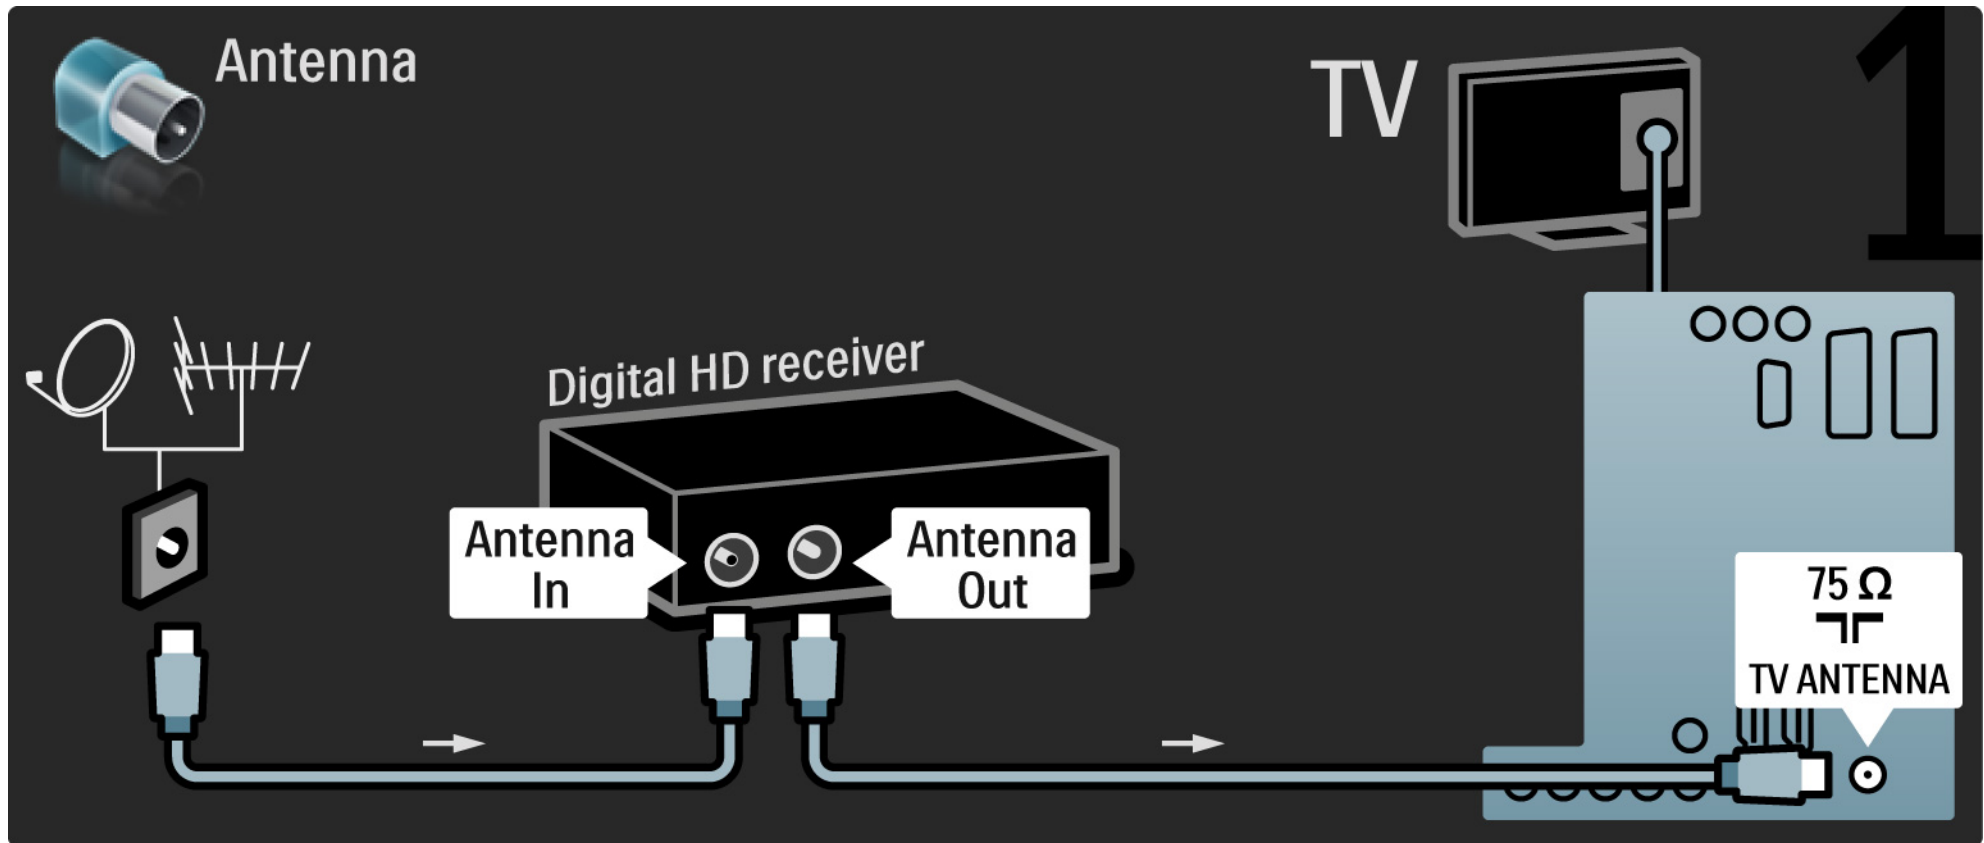 Antenna
TV
1
Digital HD receiver
Antenna
In
Antenna
Out
75 Ω
TV ANTENNA